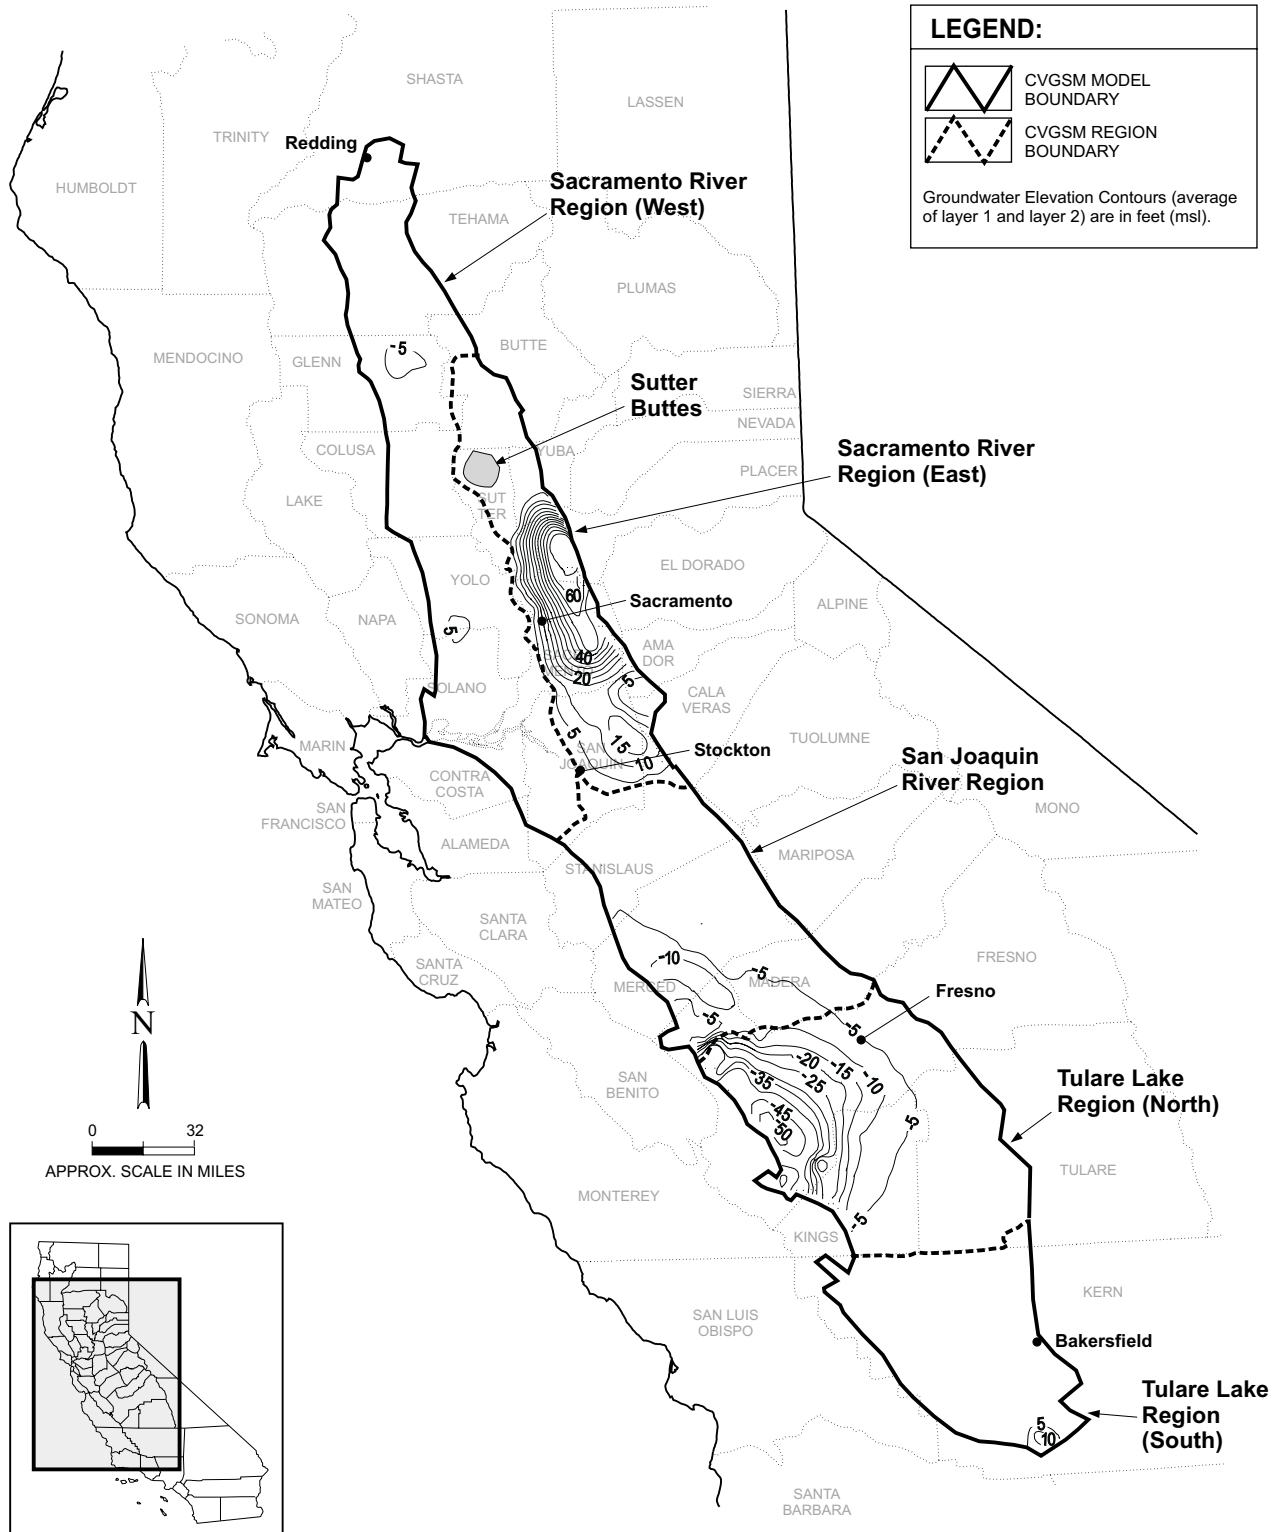 LEGEND:
CVGSM MODEL
BOUNDARY
CVGSM REGION
BOUNDARY
Groundwater Elevation Contours (average
of layer 1 and layer 2) are in feet (msl).
SHASTA
LASSEN
TRINITY
Redding
HUMBOLDT
Sacramento River
Region (West)
TEHAMA
PLUMAS
MENDOCINO
GLENN
-5
BUTTE
Sutter
Buttes
SIERRA
NEVADA
COLUSA
YUBA
Sacramento River
Region (East)
PLACER
LAKE
SUT
TER
EL DORADO
YOLO
60
Sacramento
ALPINE
SONOMA
NAPA
5
AMA
DOR
40
20
5
SOLANO
CALA
VERAS
5
15
TUOLUMNE
MARIN
SAN
JOAQUIN
10
Stockton
San Joaquin
River Region
CONTRA
COSTA
SAN
FRANCISCO
MONO
ALAMEDA
STANISLAUS
MARIPOSA
SAN
MATEO
SANTA
CLARA
-10
-5
FRESNO
SANTA
CRUZ
MERCED
MADERA
Fresno
-5
-5
N
-20
-15
-10
-25
-35
SAN
BENITO
-45
-50
-5
Tulare Lake
Region (North)
0 32
APPROX. SCALE IN MILES
TULARE
MONTEREY
-5
KINGS
KERN
SAN LUIS
OBISPO
Bakersfield
Tulare Lake
Region
(South)
5
10
SANTA
BARBARA